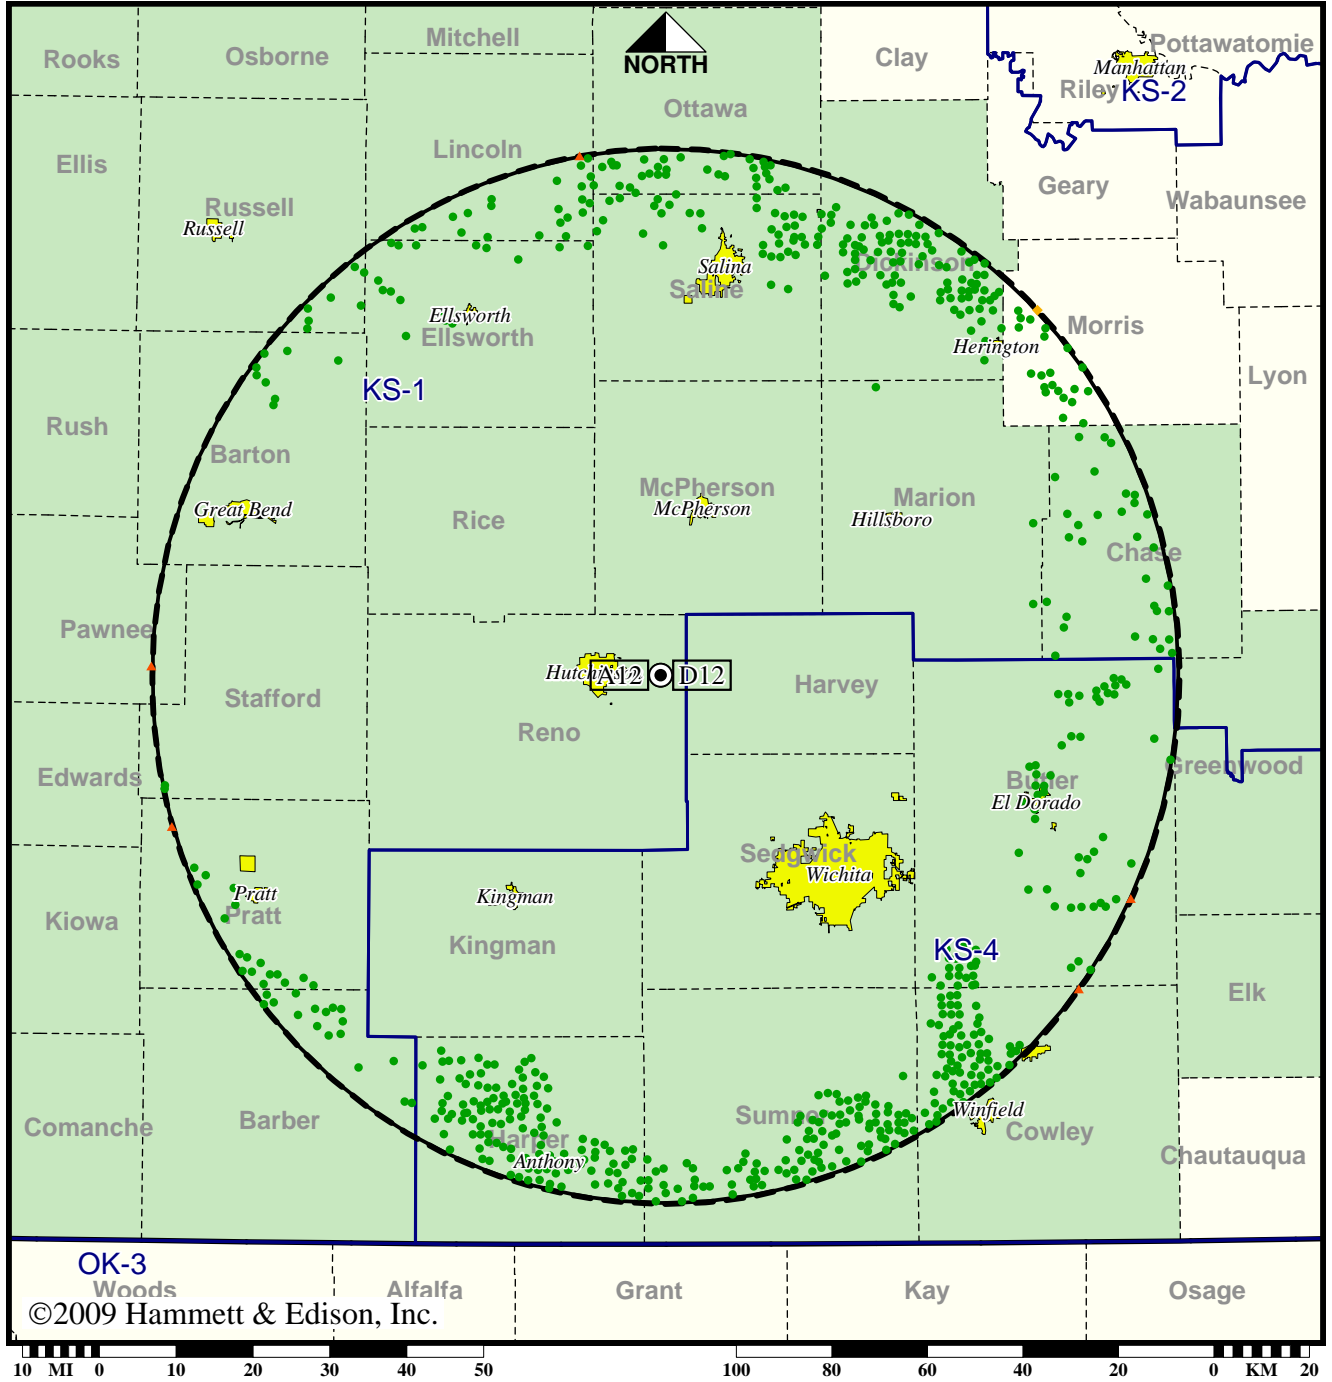 Mitchell
Rooks
Osborne
Clay
Pottawatomie
NORTH
Manhattan
Riley
KS-2
Ottawa
Lincoln
Ellis
Geary
Wabaunsee
Russell
Russell
Salina
Dickinson
Saline
Ellsworth
Ellsworth
Morris
Herington
Lyon
KS-1
Rush
Barton
McPherson
McPherson
Marion
Great Bend
Rice
Hillsboro
Chase
Pawnee
Hutchinson
A12
D12
Harvey
Stafford
Reno
Edwards
Butler
Greenwood
El Dorado
Sedgwick
Wichita
Pratt
Kingman
Pratt
Kiowa
Kingman
KS-4
Elk
Comanche
Barber
Harper
Sumner
Winfield
Cowley
Anthony
Chautauqua
OK-3
Woods
Alfalfa
Grant
Kay
Osage
©2009 Hammett & Edison, Inc.
10 MI 0 10 20 30 40 50
100 80 60 40 20 0 KM 20